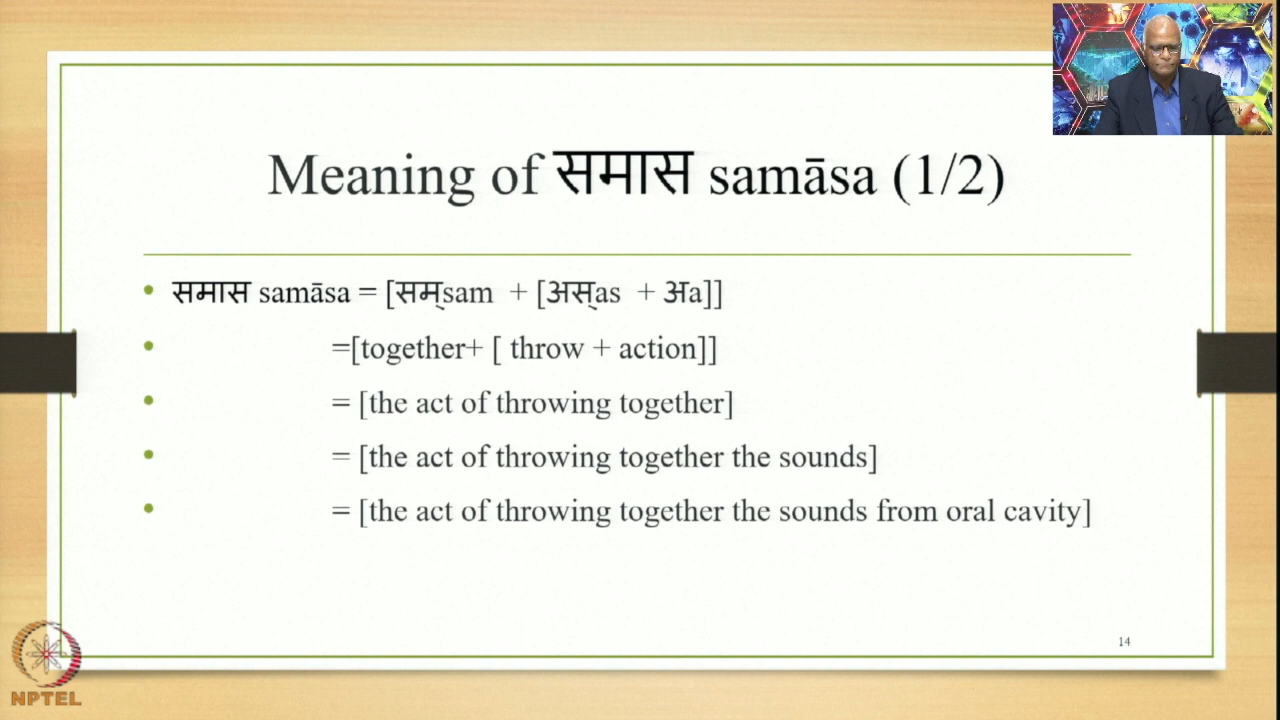 Meaning of समास samāsa (1/2)
• समास samāsa = [सम्sam + [अस्as + अa]]
• =[together+ [ throw + action]]
• = [the act of throwing together]
• = [the act of throwing together the sounds]
• = [the act of throwing together the sounds from oral cavity]
14
NPTEL